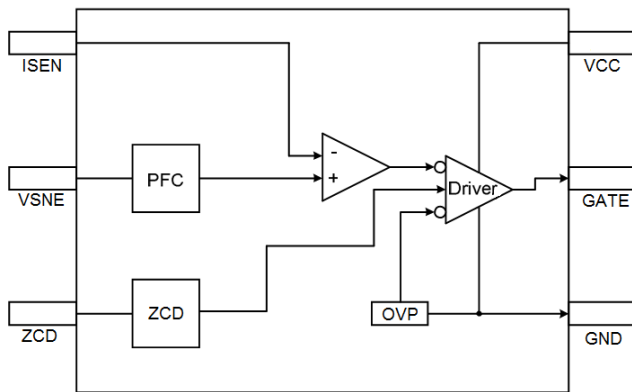 ISEN
VCC
-
+
PFC
Driver
VSNE
GATE
ZCD
OVP
ZCD
GND